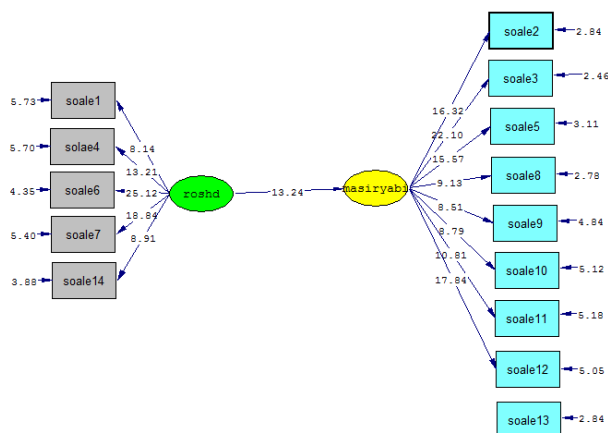 soale2
2.84
soale3
2.46
5.73
soale1
16.32
22.10
soale5
3.11
5.70
solae4
8.14
13.21
15.57
soale8
2.78
4.35
soale6
25.12
roshd
13.24
masiryabi
9.13
5.40
soale7
18.84
8.51
soale9
4.84
8.91
8.79
3.88
soale14
10.81
soale10
5.12
17.84
soale11
5.18
soale12
5.05
soale13
2.84